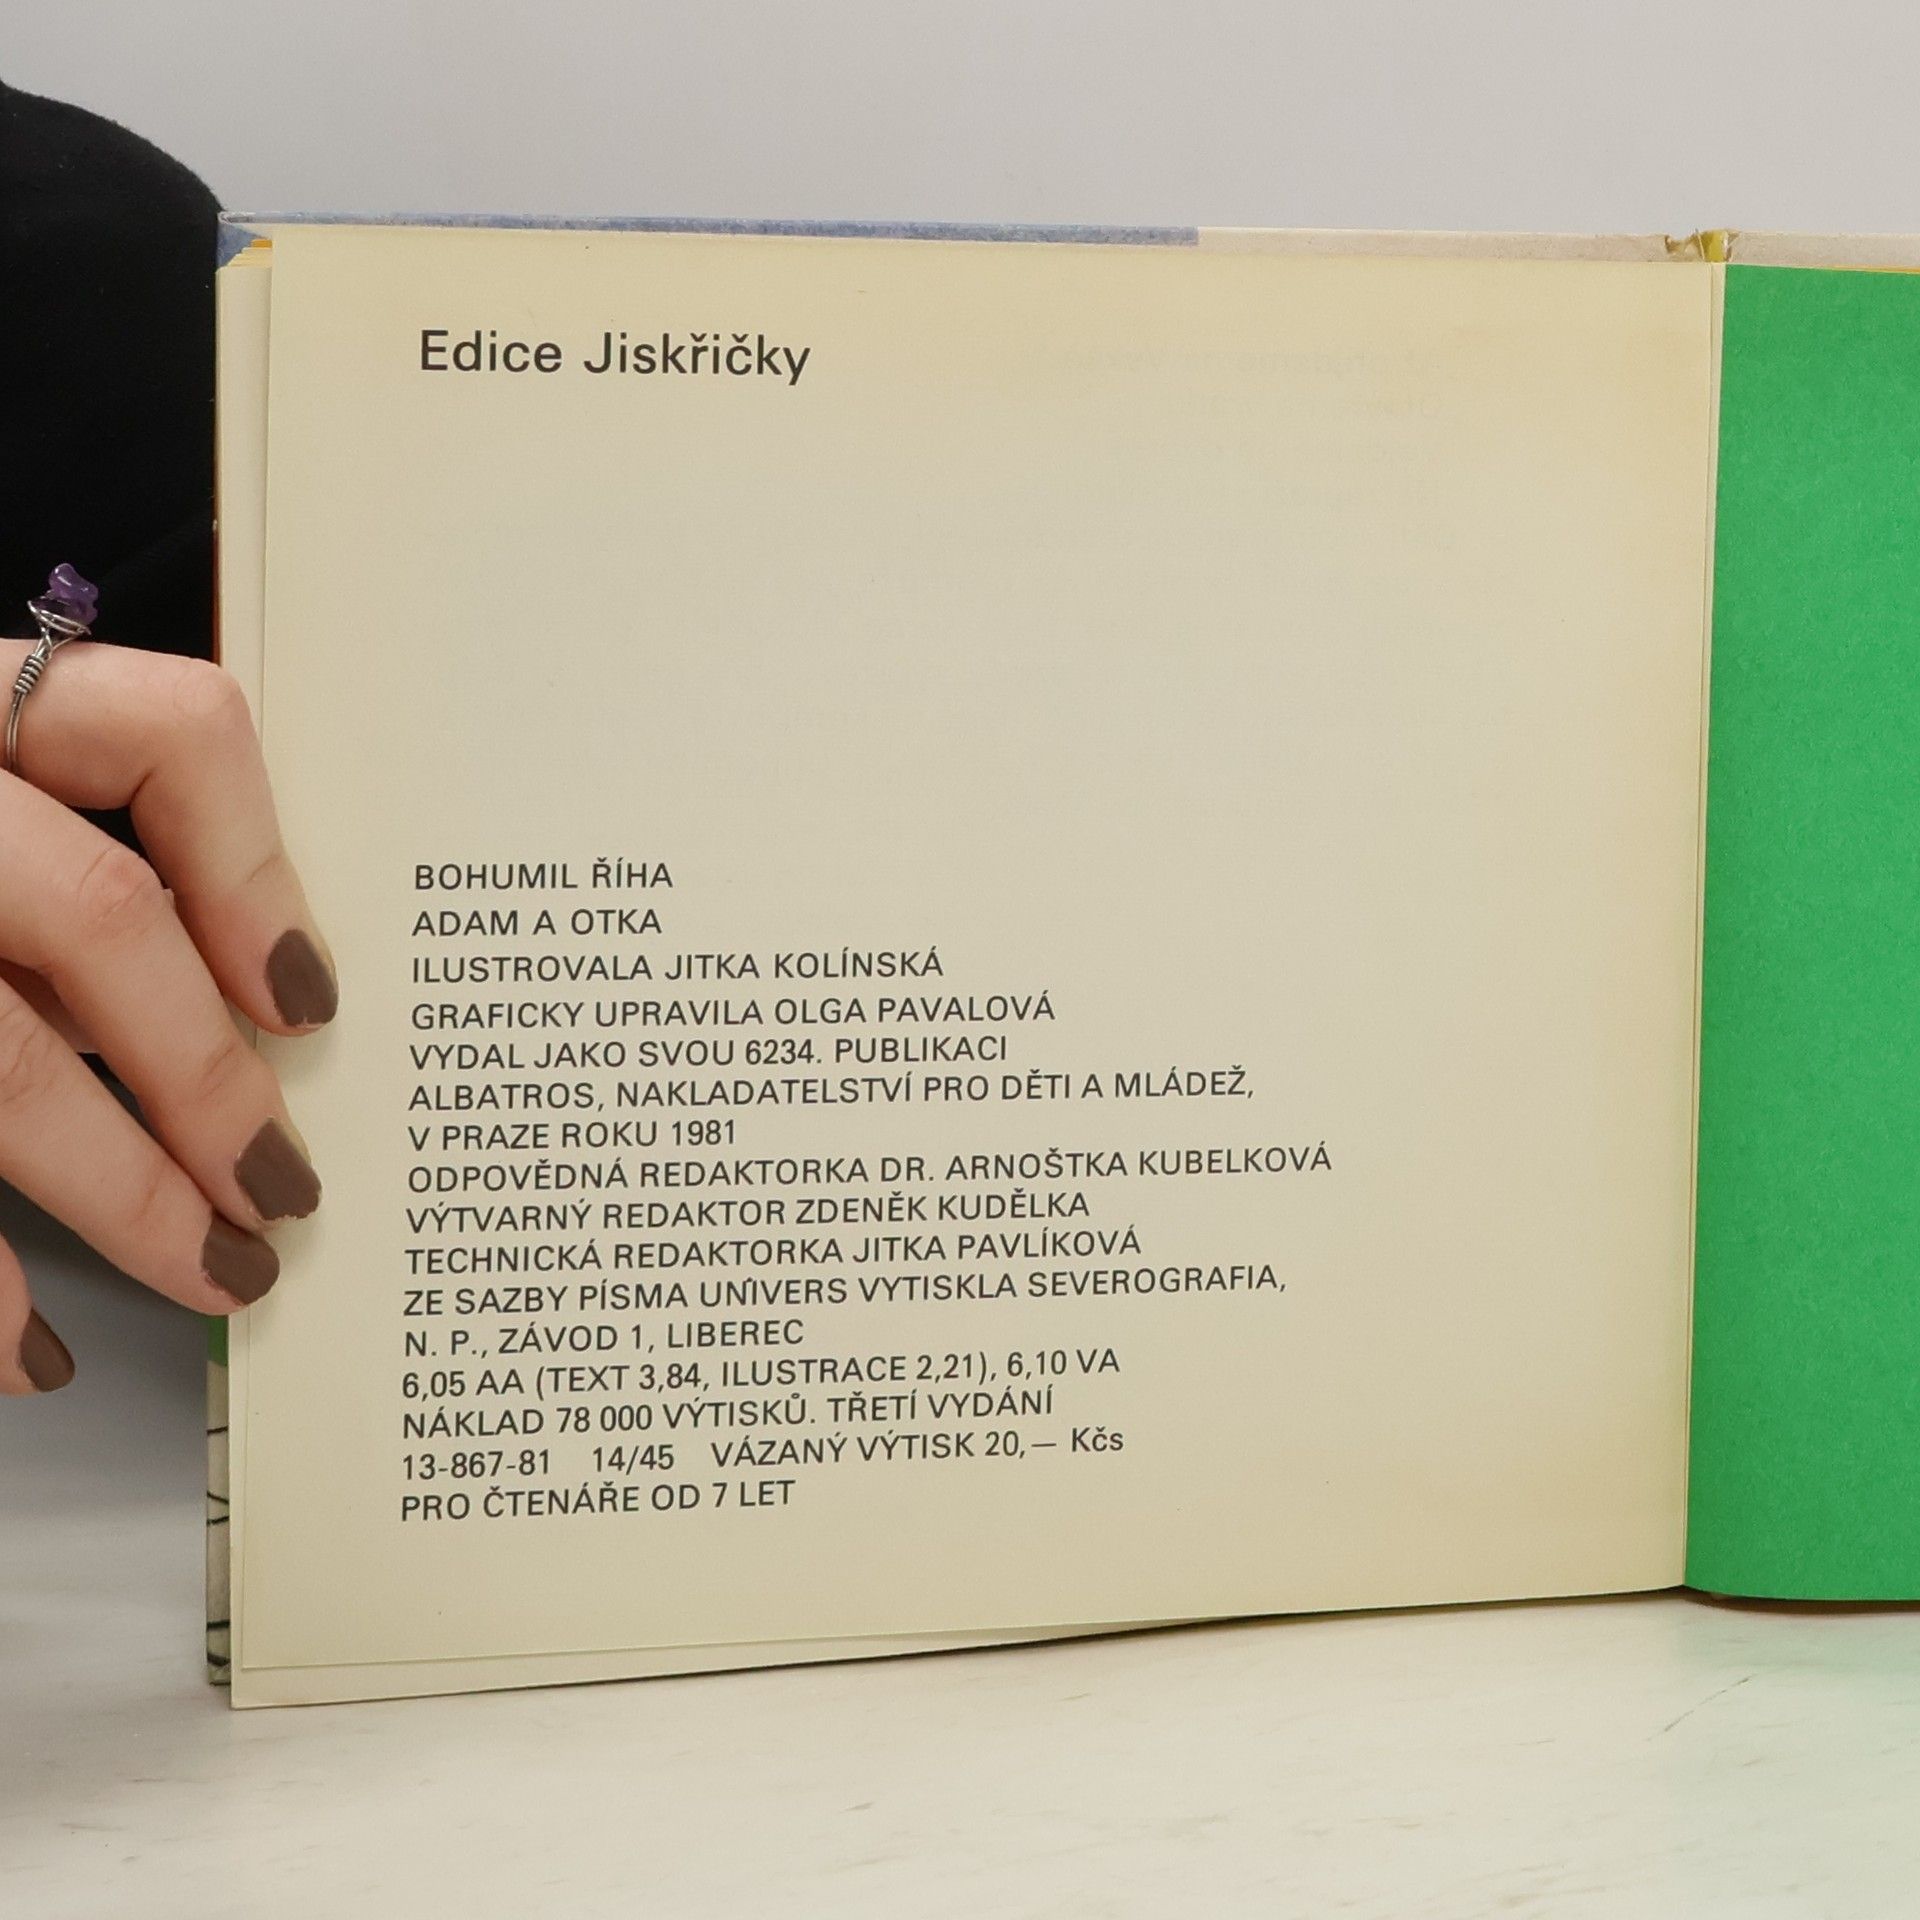 Edice Jiskřičky
BOHUMIL ŘÍHA
ADAM A OTKA
ILUSTROVALA JITKA KOLÍNSKÁ
GRAFICKY UPRAVILA OLGA PAVALOVÁ
VYDAL JAKO SVOU 6234. PUBLIKACI
ALBATROS, NAKLADATELSTVÍ PRO DĚTI A MLÁDEŽ,
V PRAZE ROKU 1981
ODPOVĚDNÁ REDAKTORKA DR. ARNOŠTKA KUBELKOVÁ
VÝTVARNÝ REDAKTOR ZDENĚK KUDĚLKA
TECHNICKÁ REDAKTORKA JITKA PAVLÍKOVÁ
ZE SAZBY PÍSMA UNIVERS VYTISKLA SEVEROGRAFIA,
N. P., ZÁVOD 1, LIBEREC
6,05 AA (TEXT 3,84, ILUSTRACE 2,21), 6,10 VA
NÁKLAD 78 000 VÝTISKŮ. TŘETÍ VYDÁNÍ
13-867-81 14/45 VÁZANÝ VÝTISK 20,— Kčs
PRO ČTENÁŘE OD 7 LET